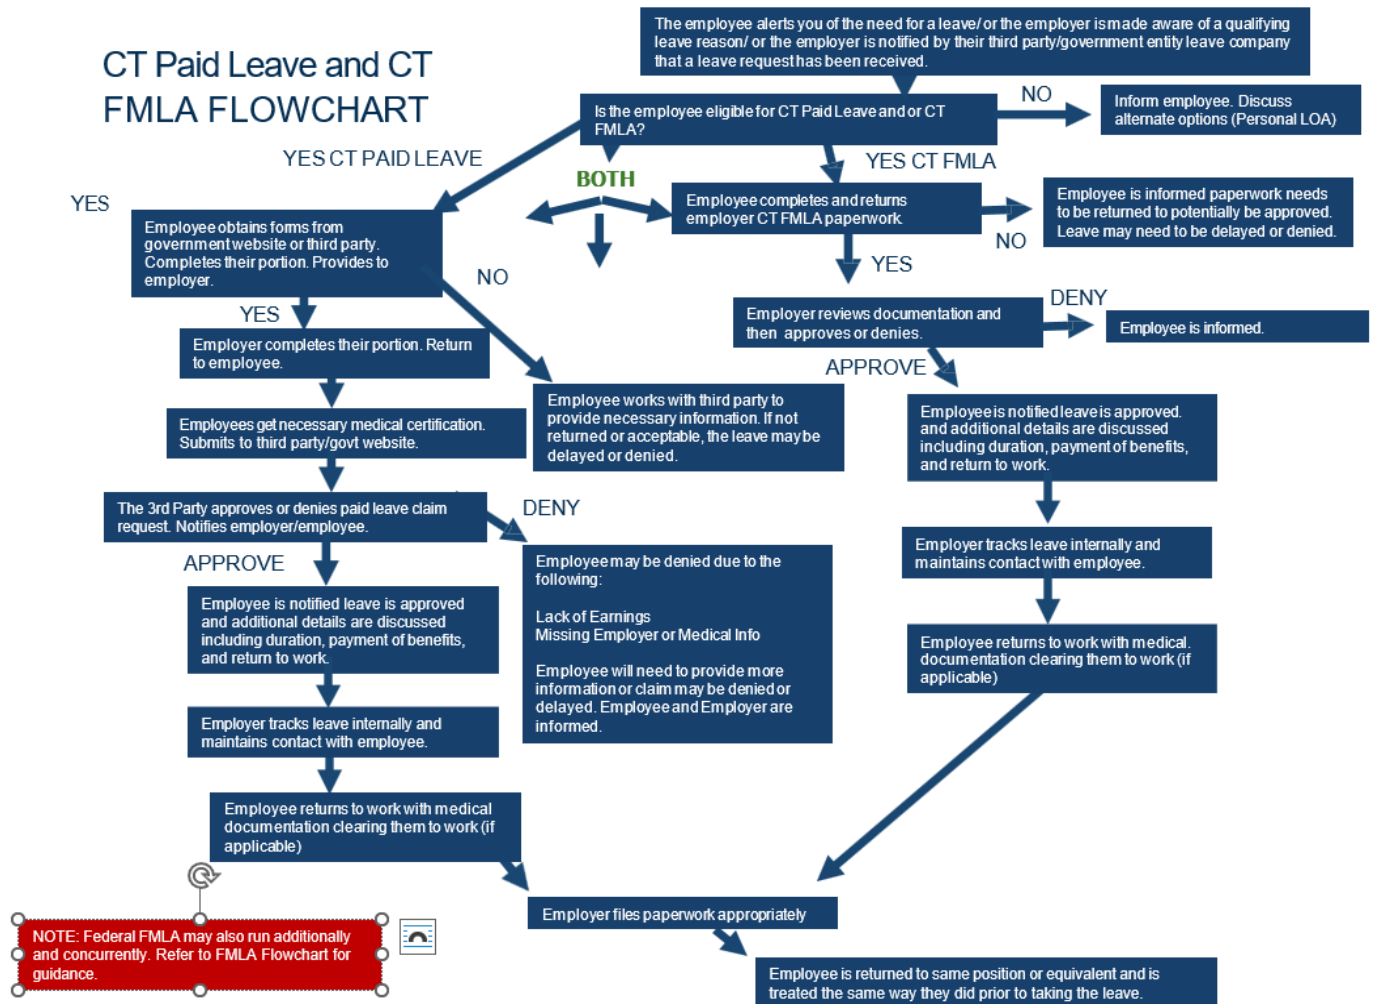 CT Paid Leave and CT
FMLA FLOWCHART
The employee alerts you of the need for a leave/ or the employer is made aware of a qualifying
leave reason/ or the employer is notified by their third party/government entity leave company
that a leave request has been received.
Is the employee eligible for CT Paid Leave and or CT
FMLA?
NO
Inform employee. Discuss
alternate options (Personal LOA)
YES CT PAID LEAVE
BOTH
YES CT FMLA
YES
Employee obtains forms from
government website or third party.
Completes their portion. Provides to
employer.
Employee completes and returns
employer CT FMLA paperwork.
NO
Employee is informed paperwork needs
to be returned to potentially be approved.
Leave may need to be delayed or denied.
NO
YES
YES
Employer completes their portion. Return
to employee.
Employer reviews documentation and
then approves or denies.
DENY
Employee is informed.
APPROVE
Employees get necessary medical certification.
Submits to third party/govt website.
Employee works with third party to
provide necessary information. If not
returned or acceptable, the leave may be
delayed or denied.
Employee is notified leave is approved.
and additional details are discussed
including duration, payment of benefits,
and return to work.
The 3rd Party approves or denies paid leave claim
request. Notifies employer/employee.
DENY
Employee may be denied due to the
following:
Lack of Earnings
Missing Employer or Medical Info
Employee will need to provide more
information or claim may be denied or
delayed. Employee and Employer are
informed.
APPROVE
Employee is notified leave is approved
and additional details are discussed
including duration, payment of benefits,
and return to work.
Employer tracks leave internally and
maintains contact with employee.
Employer tracks leave internally and
maintains contact with employee.
Employee returns to work with medical.
documentation clearing them to work (if
applicable)
Employee returns to work with medical
documentation clearing them to work (if
applicable)
Employer files paperwork appropriately
NOTE: Federal FMLA may also run additionally
and concurrently. Refer to FMLA Flowchart for
guidance.
Employee is returned to same position or equivalent and is
treated the same way they did prior to taking the leave.